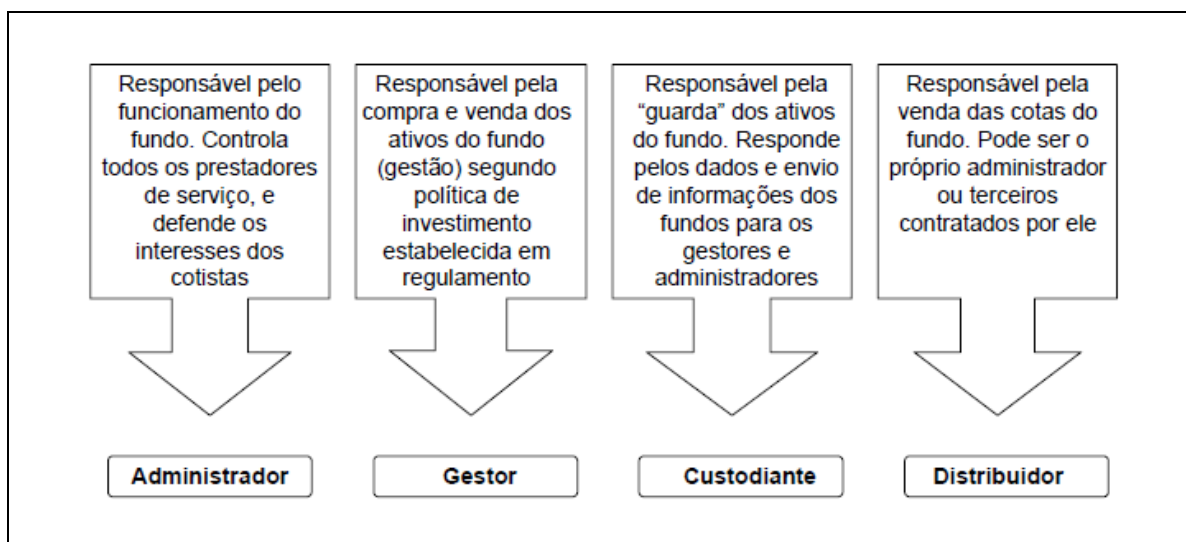 Responsável pelo
funcionamento do
fundo. Controla
todos os prestadores
de serviço, e
defende os
interesses dos
cotistas
Administrador
Responsável pela
compra e venda dos
ativos do fundo
(gestão) segundo
política de
investimento
estabelecida em
regulamento
Gestor
Responsável pela
“guarda” dos ativos
do fundo. Responde
pelos dados e envio
de informações dos
fundos para os
gestores e
administradores
Custodiante
Responsável pela
venda das cotas do
fundo. Pode ser o
próprio administrador
ou terceiros
contratados por ele
Distribuidor